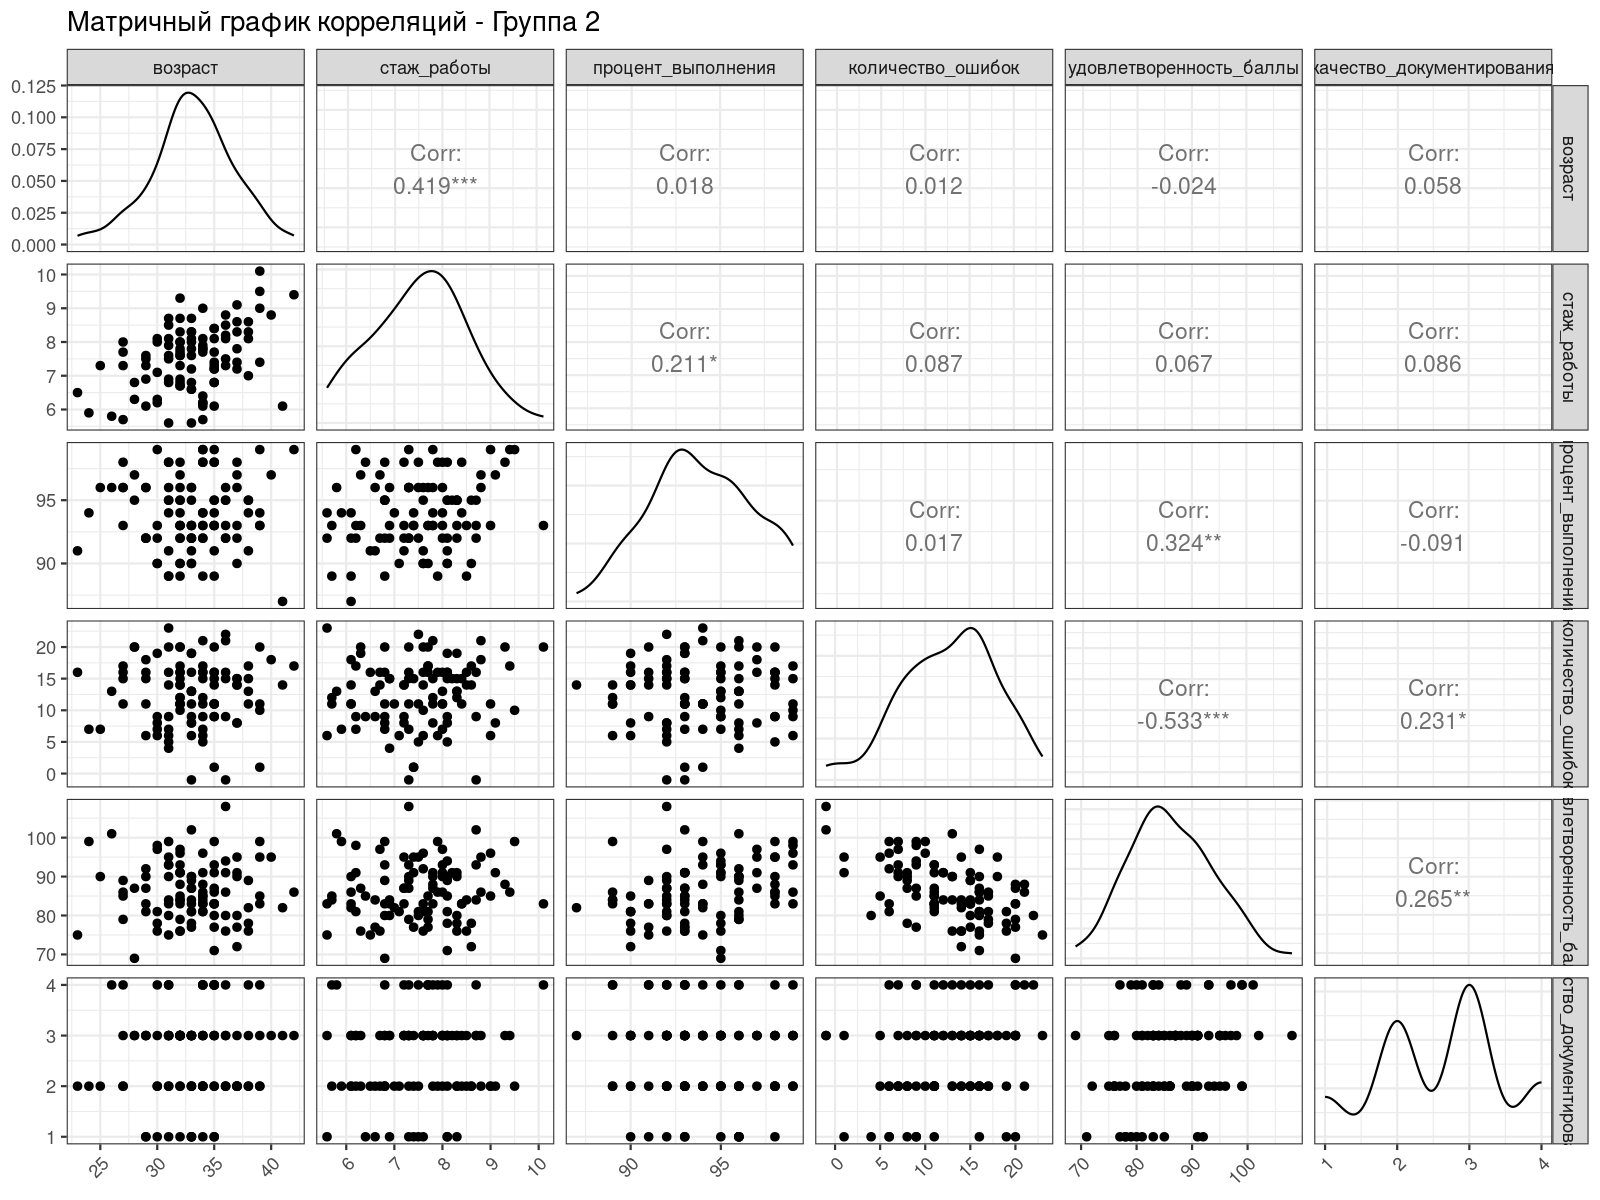 Матричный график корреляций - Группа 2
возраст стаж_работы процент_выполнения количество_ошибок удовлетворенность_баллы качество_документирования
0.125
0.100
0.075
0.050
0.025
0.000
Corr:
0.419***
Corr:
0.018
Corr:
0.012
Corr:
-0.024
Corr:
0.058
возраст
10
9
8
7
6
Corr:
0.211*
Corr:
0.087
Corr:
0.067
Corr:
0.086
стаж_работы
95
90
Corr:
0.017
Corr:
0.324**
Corr:
-0.091
процент_выполнения
20
15
10
5
0
Corr:
-0.533***
Corr:
0.231*
количество_ошибок
100
90
80
70
Corr:
0.265**
влетворенность_ба
4
3
2
1
ство_документиров
25 30 35 40 6 7 8 9 10 90 95 0 5 10 15 20 70 80 90 100 1 2 3 4